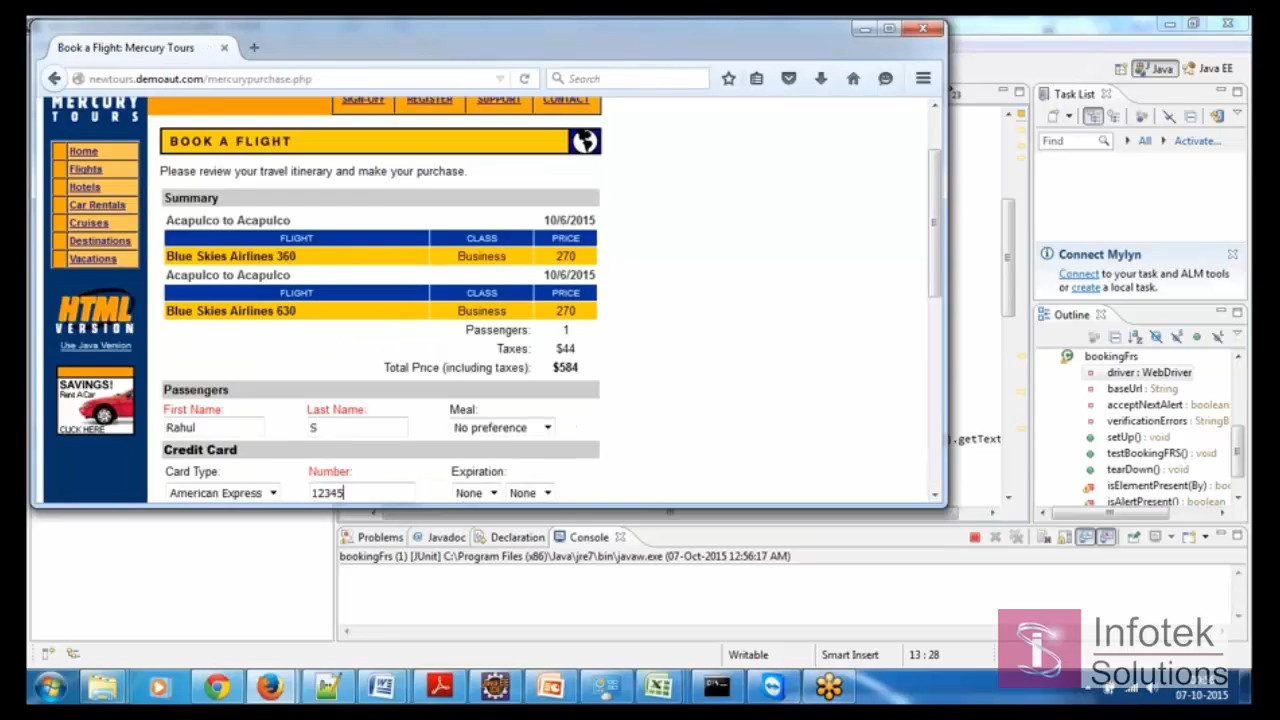 Book a Flight: Mercury Tours
newtours.demoaut.com/mercurypurchase.php
Search
MERCURY
TOURS
SIGN-OFF REGISTER SUPPORT CONTACT
Home
Flights
Hotels
Car Rentals
Cruises
Destinations
Vacations
HTML
VERSION
Use Java Version
SAVINGS!
Rent A Car
CLICK HERE
BOOK A FLIGHT
Please review your travel itinerary and make your purchase.
Summary
Acapulco to Acapulco 10/6/2015
FLIGHT CLASS PRICE
Blue Skies Airlines 360 Business 270
Acapulco to Acapulco 10/6/2015
FLIGHT CLASS PRICE
Blue Skies Airlines 630 Business 270
Passengers: 1
Taxes: $44
Total Price (including taxes): $584
Passengers
First Name: Last Name: Meal:
Rahul S No preference
Credit Card
Card Type: Number: Expiration:
American Express 12345 None None
Java Java EE
23
Task List
Find All Activate...
Connect Mylyn
Connect to your task and ALM tools
or create a local task.
Outline
bookingFrs
driver : WebDriver
baseUrl : String
acceptNextAlert : boolean
verificationErrors : StringB
setUp() : void
testBookingFRS() : void
tearDown() : void
isElementPresent(By) : boo
isAlertPresent() : boolean
).getText
Problems Javadoc Declaration Console
bookingFrs (1) [JUnit] C:\Program Files (x86)\Java\jre7\bin\javaw.exe (07-Oct-2015 12:56:17 AM)
Writable Smart Insert 13 : 28
Infotek
Solutions
07-10-2015